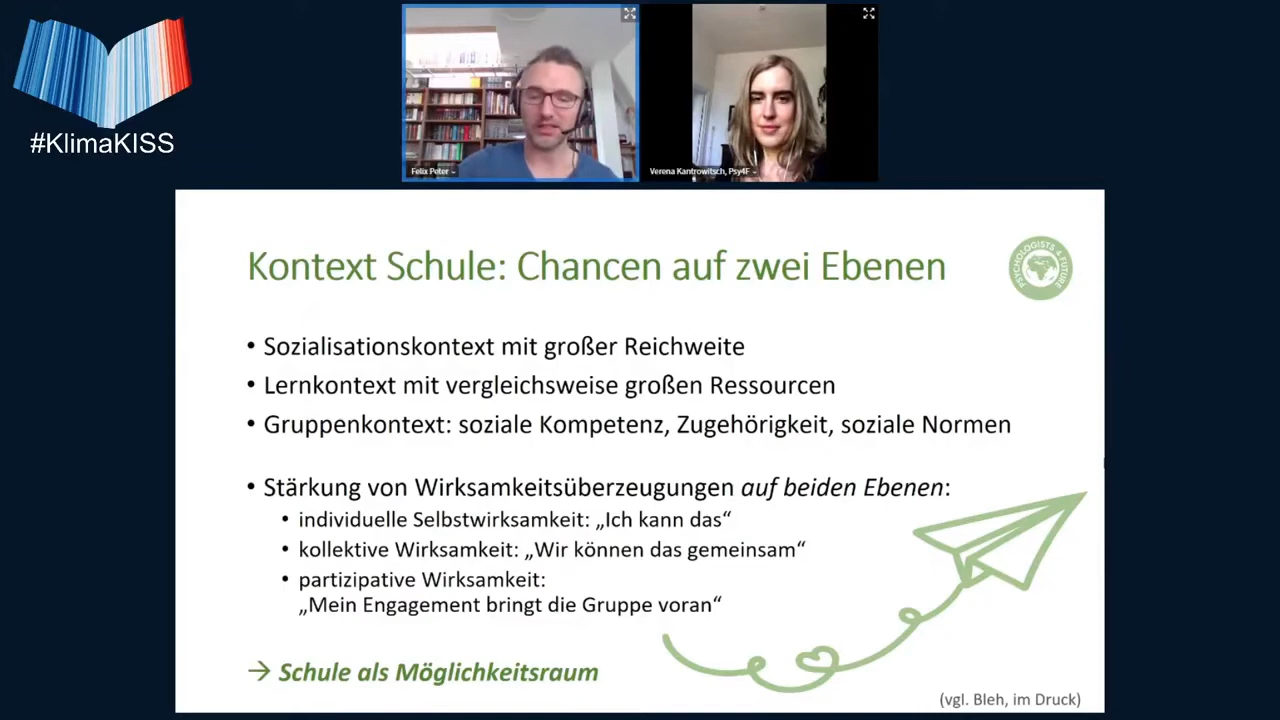 #KlimaKISS
Felix Peter
Verena Kantrowitsch, Psy4F
Kontext Schule: Chancen auf zwei Ebenen
PSYCHOLOGISTS 4 FUTURE
• Sozialisationskontext mit großer Reichweite
• Lernkontext mit vergleichsweise großen Ressourcen
• Gruppenkontext: soziale Kompetenz, Zugehörigkeit, soziale Normen
• Stärkung von Wirksamkeitsüberzeugungen auf beiden Ebenen:
• individuelle Selbstwirksamkeit: „Ich kann das“
• kollektive Wirksamkeit: „Wir können das gemeinsam“
• partizipative Wirksamkeit:
„Mein Engagement bringt die Gruppe voran“
→ Schule als Möglichkeitsraum
(vgl. Bleh, im Druck)